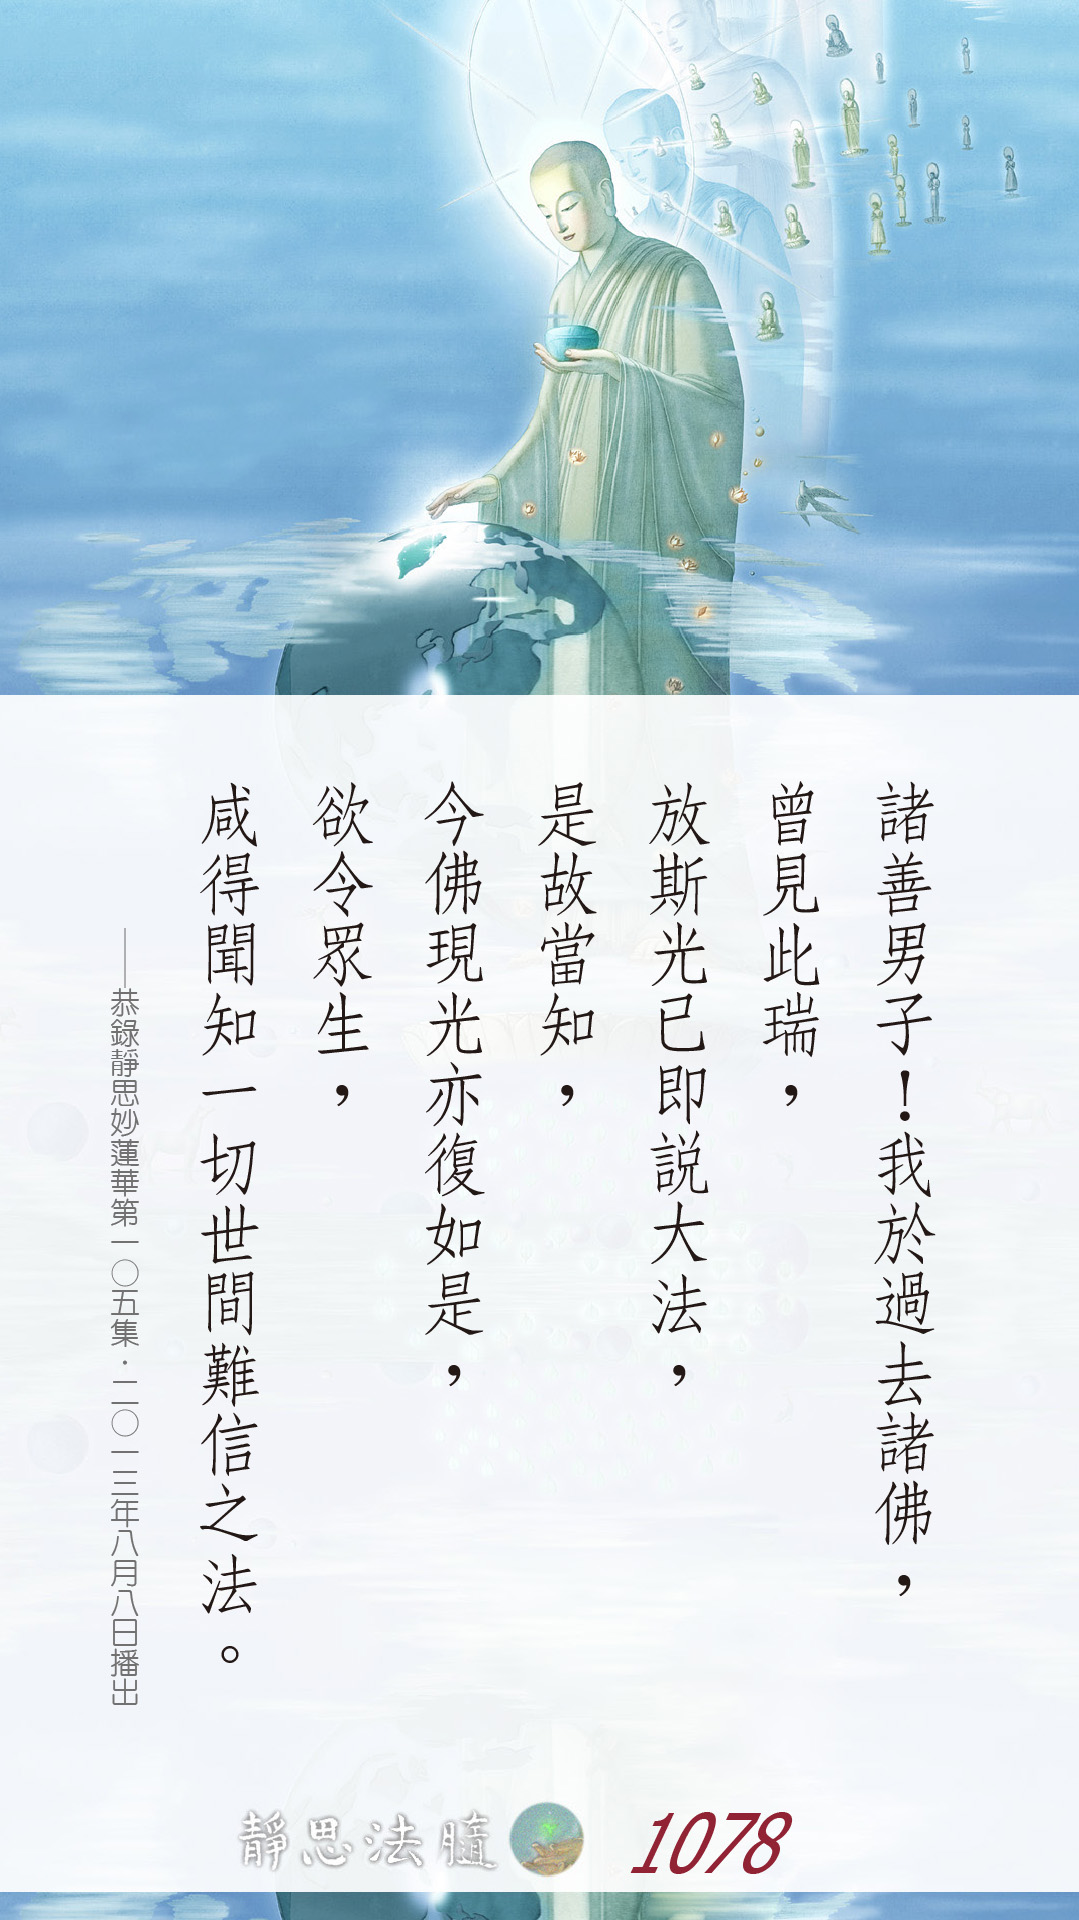 諸善男子！我於過去諸佛，
曾見此瑞，
放斯光已即說大法，
是故當知，
今佛現光亦復如是，
欲令眾生，
咸得聞知一切世間難信之法。
──恭錄靜思妙蓮華第一〇五集．二〇一三年八月八日播出
靜思法髓 1078